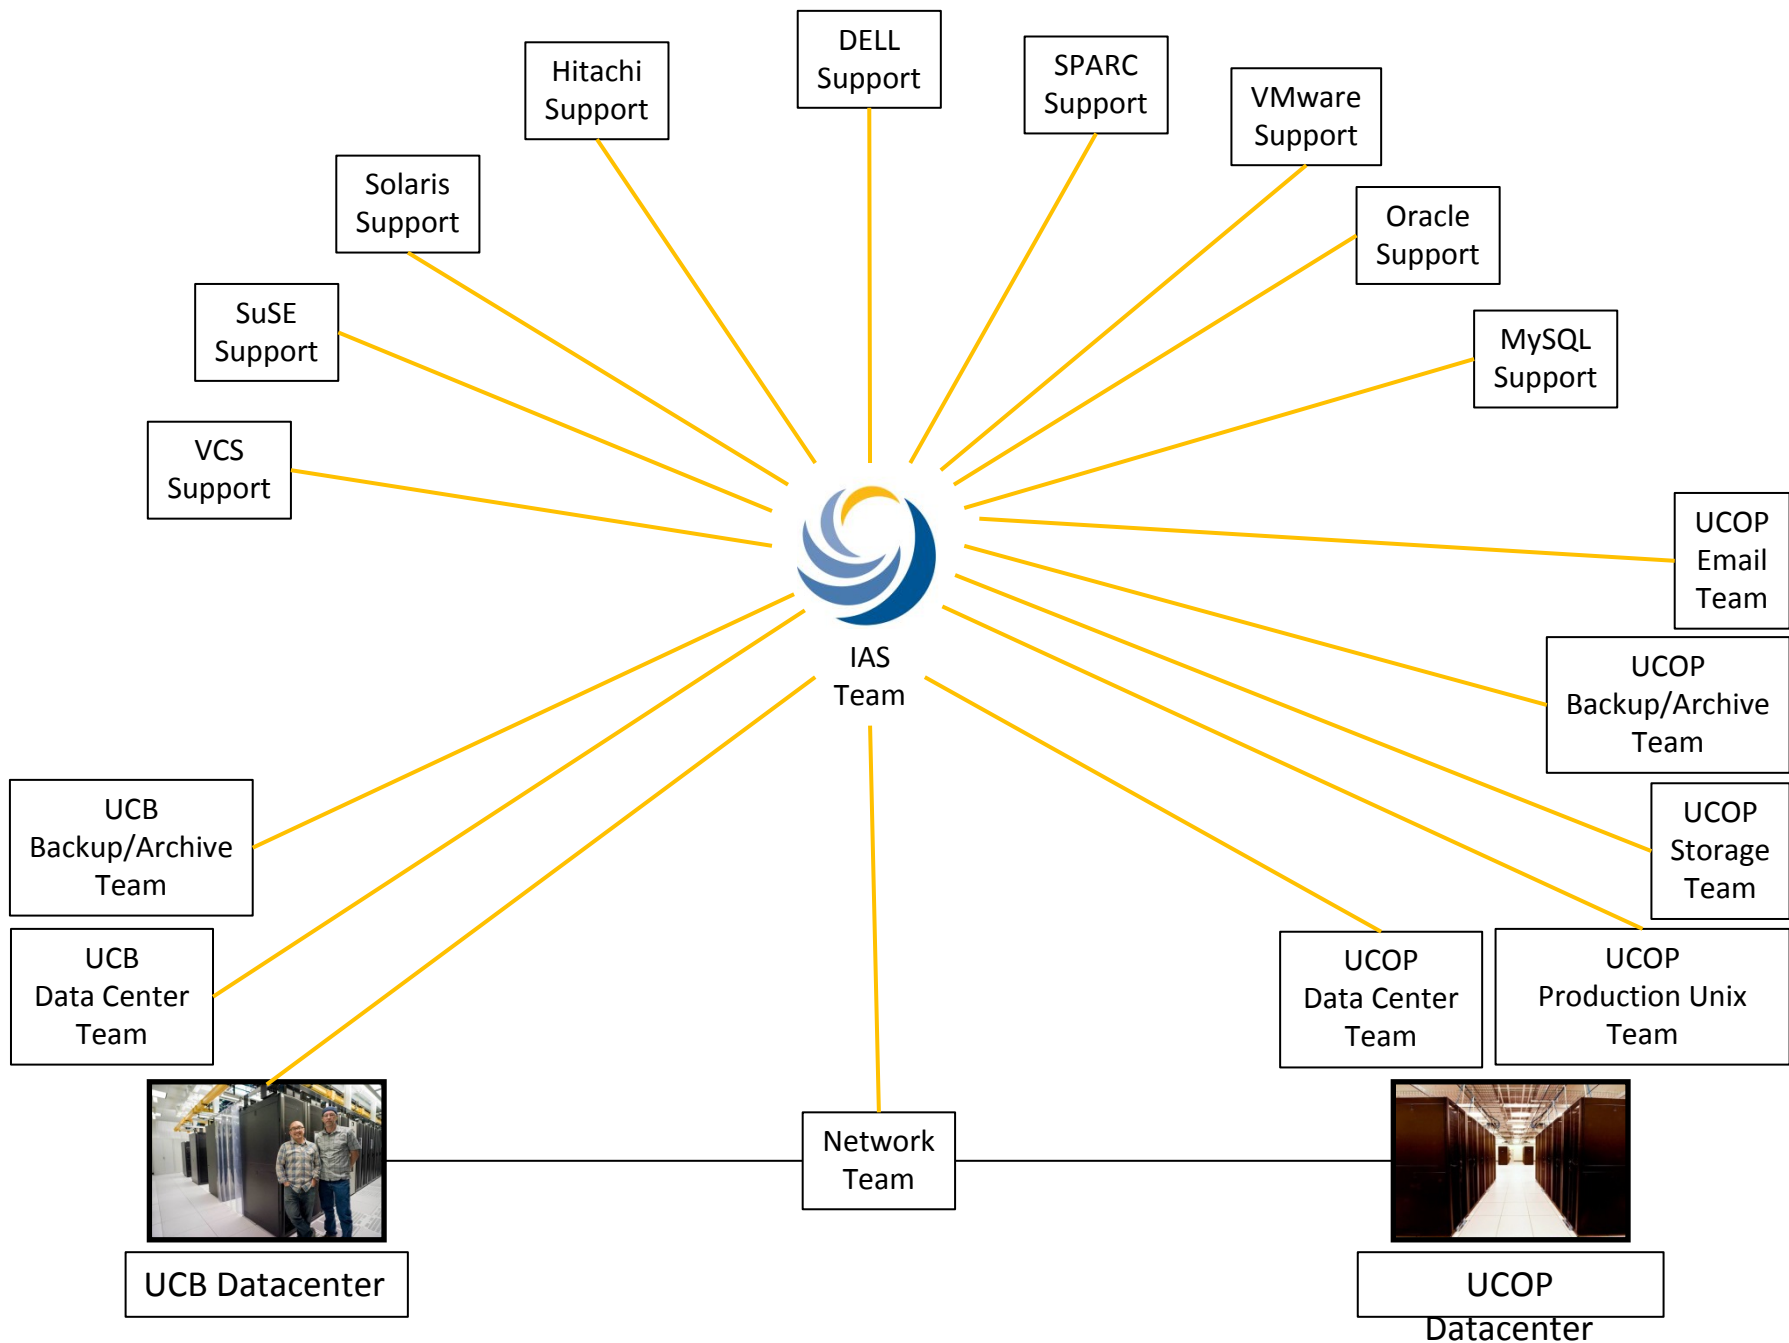 DELL
Support
SPARC
Support
Hitachi
Support
VMware
Support
Solaris
Support
Oracle
Support
SuSE
Support
MySQL
Support
VCS
Support
UCOP
Email
Team
IAS
Team
UCOP
Backup/Archive
Team
UCB
Backup/Archive
Team
UCOP
Storage
Team
UCB
Data Center
Team
UCOP
Data Center
Team
UCOP
Production Unix
Team
Network
Team
UCB Datacenter
UCOP
Datacenter